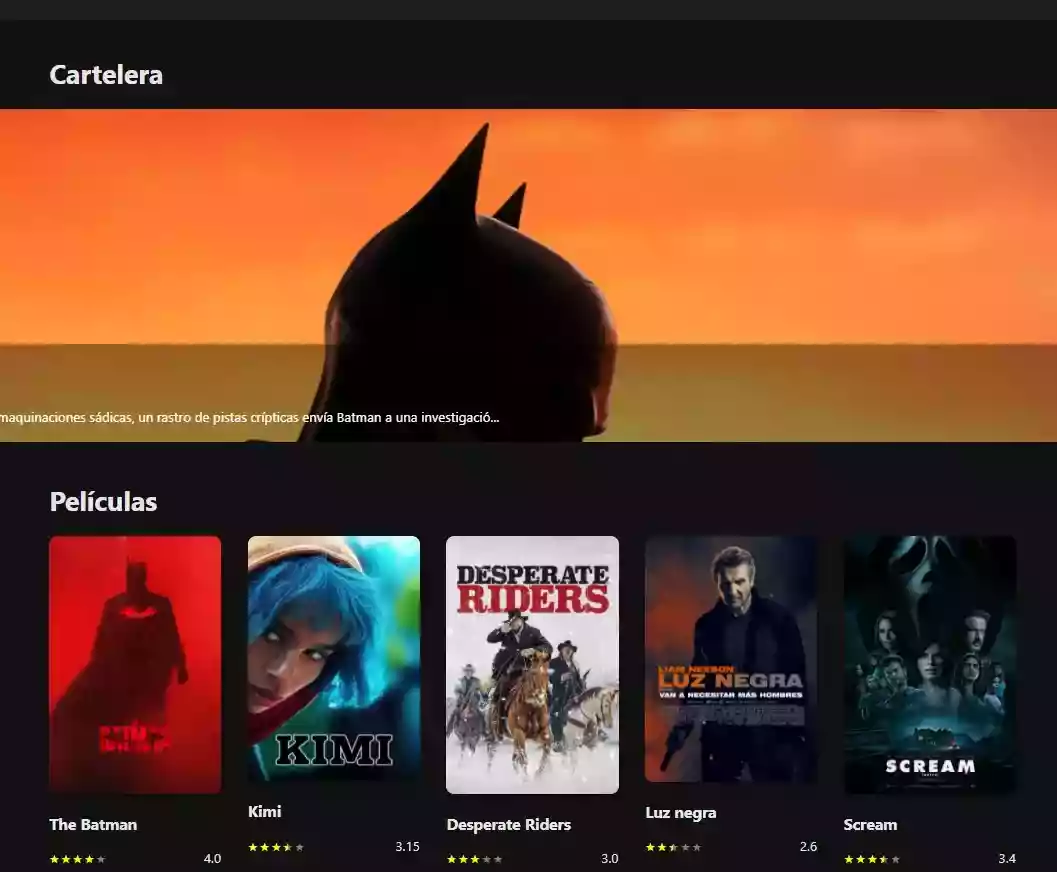 Cartelera
maquinaciones sádicas, un rastro de pistas crípticas envía Batman a una investigació...
Películas
KIMI
DESPERATE
RIDERS
LIAM NEESON
LUZ NEGRA
VAN A NECESITAR MÁS HOMBRES
SCREAM
The Batman
4.0
Kimi
3.15
Desperate Riders
3.0
Luz negra
2.6
Scream
3.4